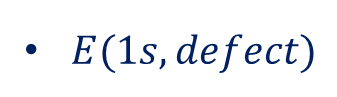 • E(1s, defect)